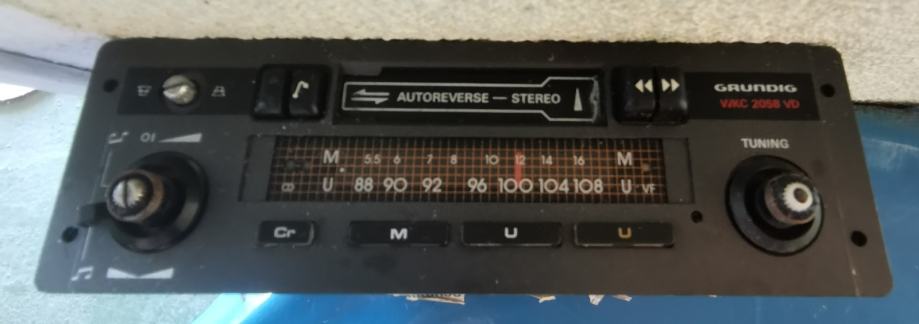 AUTOREVERSE — STEREO
GRUNDIG
WKC 2058 VD
OI
TUNING
M 5.5 6 7 8 10 12 14 16 M
U 88 90 92 96 100 104 108 U VF
Cr M U U